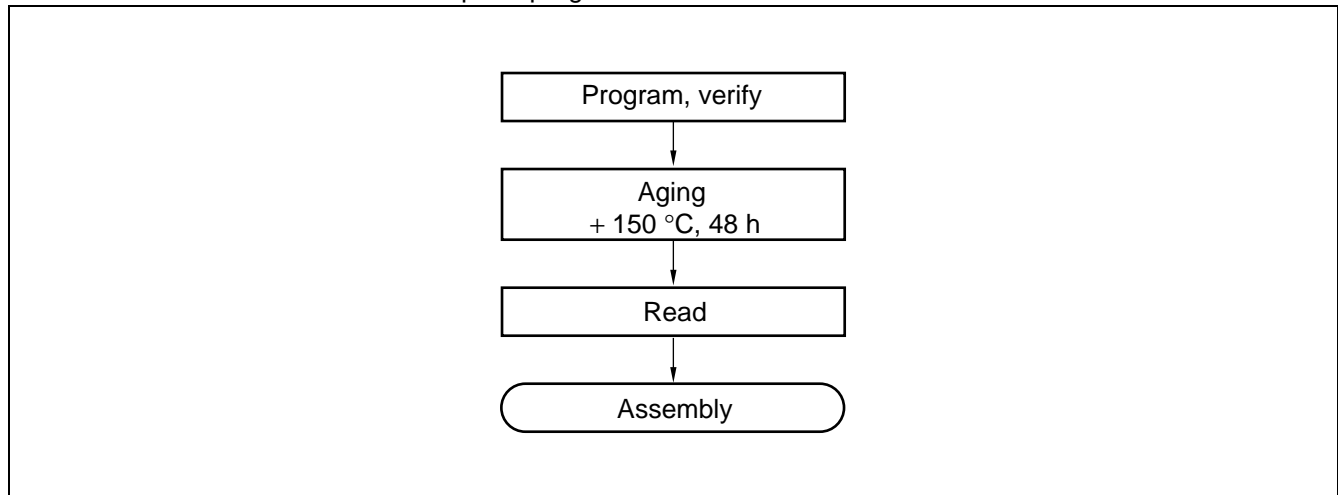 Program, verify
Aging
+ 150 °C, 48 h
Read
Assembly